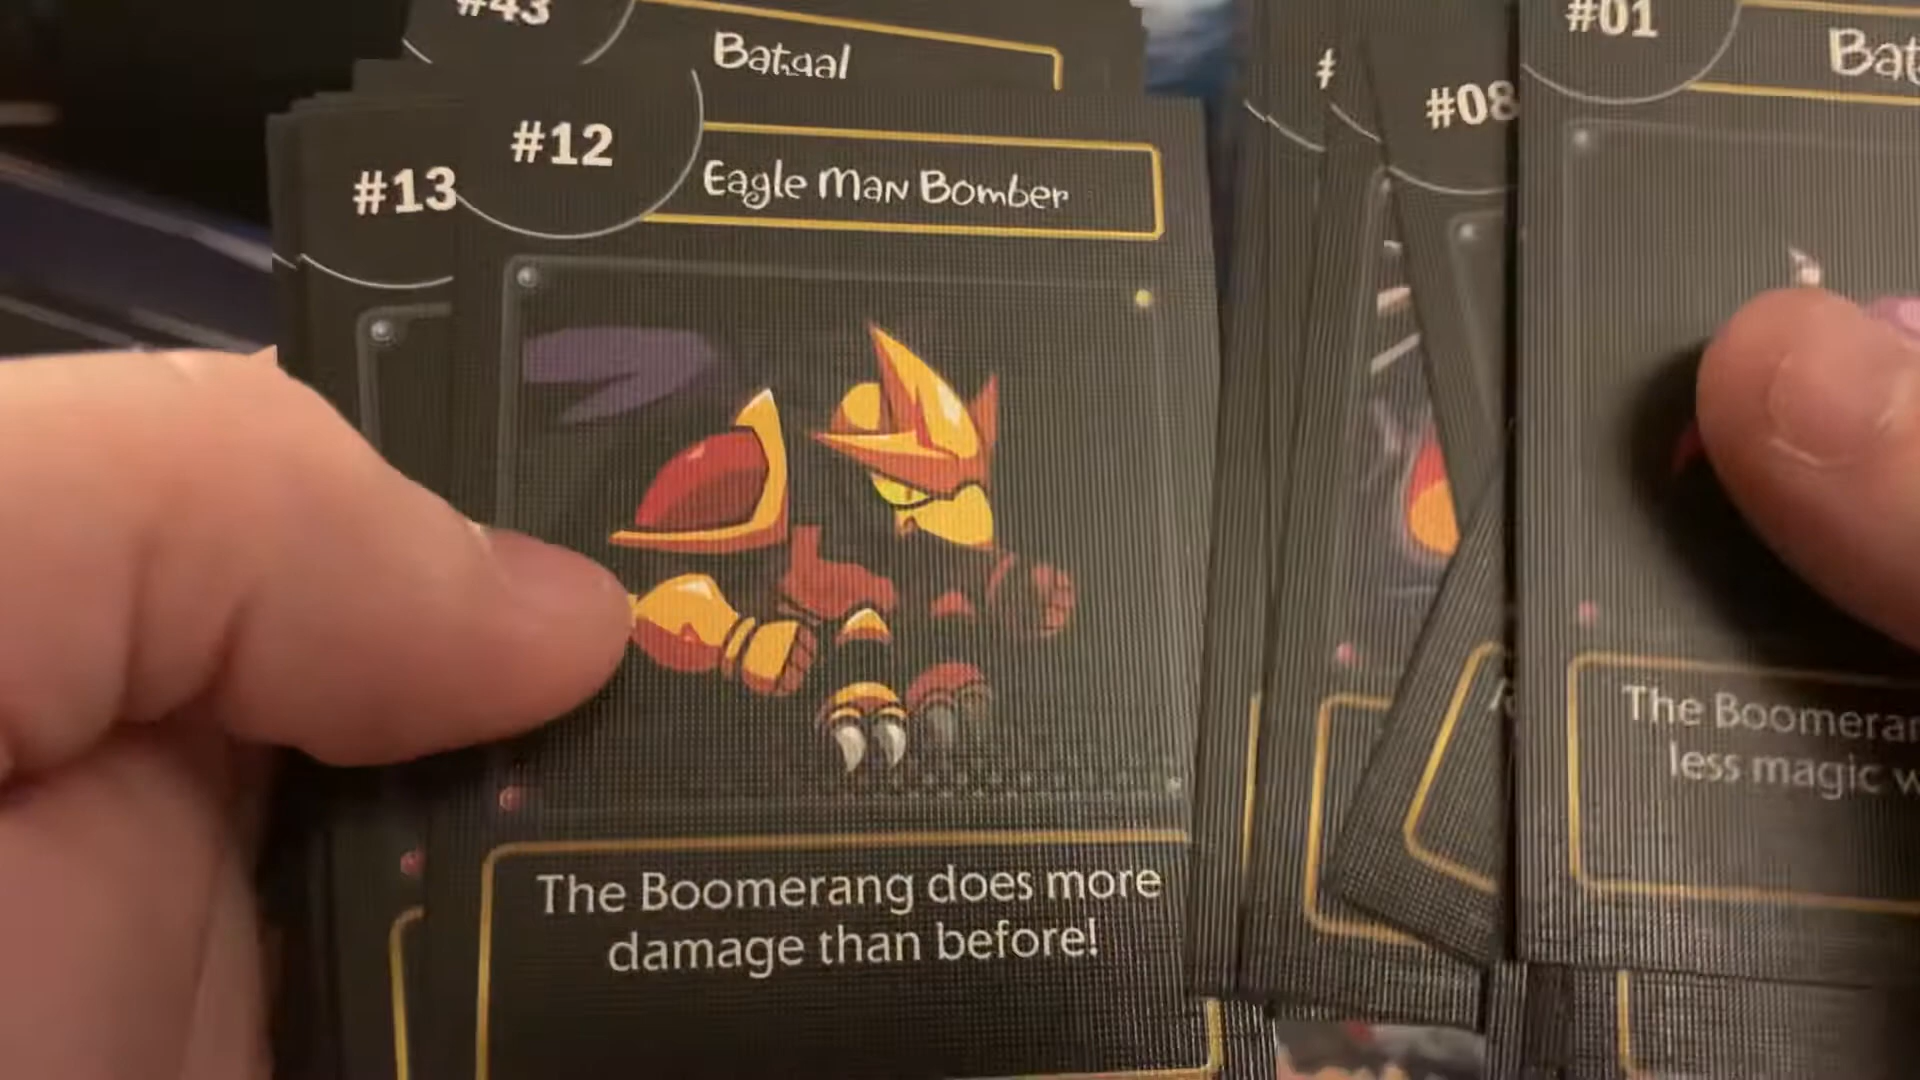 #43
Batgal
#13
#12
Eagle Man Bomber
The Boomerang does more
damage than before!
#
#08
#01
Bat
The Boomeran
less magic w